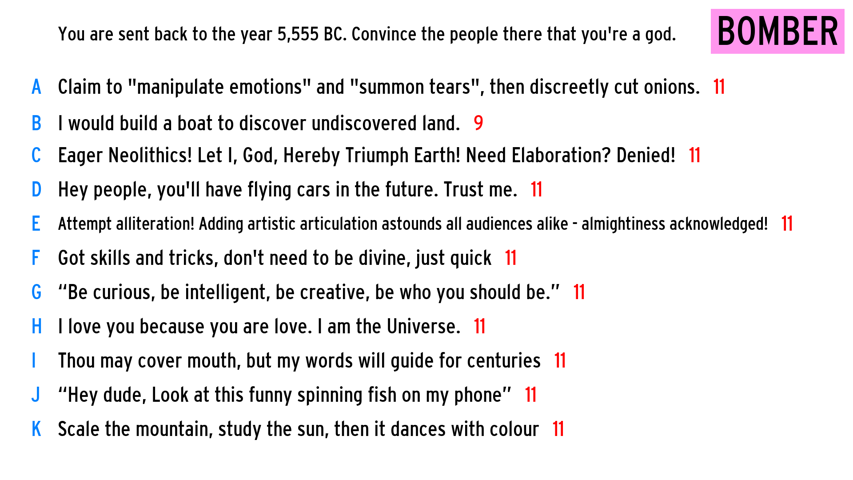 You are sent back to the year 5,555 BC. Convince the people there that you're a god.
BOMBER
A Claim to "manipulate emotions" and "summon tears", then discreetly cut onions. 11
B I would build a boat to discover undiscovered land. 9
C Eager Neolithics! Let I, God, Hereby Triumph Earth! Need Elaboration? Denied! 11
D Hey people, you'll have flying cars in the future. Trust me. 11
E Attempt alliteration! Adding artistic articulation astounds all audiences alike - almightiness acknowledged! 11
F Got skills and tricks, don't need to be divine, just quick 11
G “Be curious, be intelligent, be creative, be who you should be.” 11
H I love you because you are love. I am the Universe. 11
I Thou may cover mouth, but my words will guide for centuries 11
J “Hey dude, Look at this funny spinning fish on my phone” 11
K Scale the mountain, study the sun, then it dances with colour 11